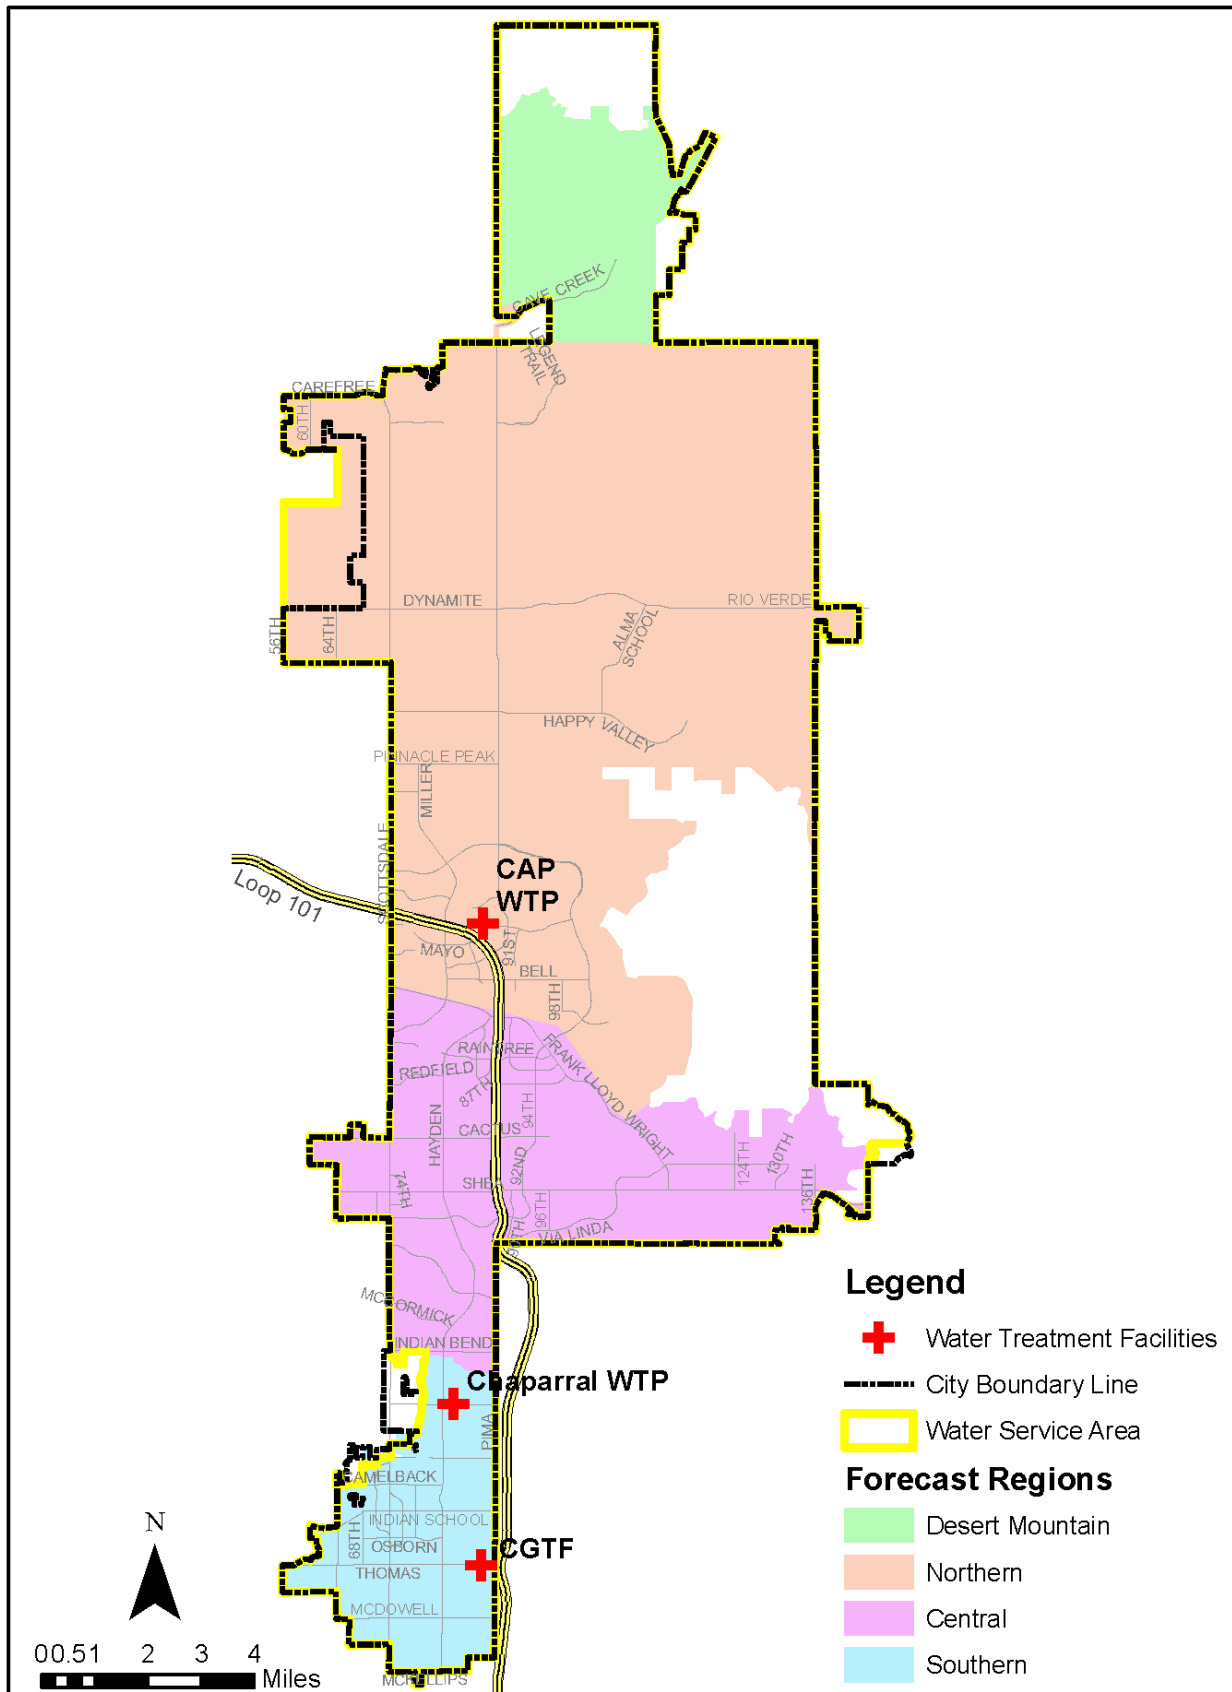 CAVE CREEK
LEGEND
TRAIL
CAREFREE
60TH
DYNAMITE
RIO VERDE
56TH
64TH
ALMA
SCHOOL
HAPPY VALLEY
PINNACLE PEAK
MILLER
SCOTTSDALE
CAP
WTP
Loop 101
MAYO
91ST
BELL
98TH
RAINTREE
FRANK LLOYD WRIGHT
REDFIELD
87TH
94TH
CACTUS
HAYDEN
92ND
124TH
130TH
74TH
SHEA
136TH
96TH
90TH
VIA LINDA
MCCORMICK
INDIAN BEND
Chaparral WTP
PIMA
CAMELBACK
INDIAN SCHOOL
68TH
OSBORN
CGTF
THOMAS
MCDOWELL
MCKELLIPS
N
00.51 2 3 4
Miles
Legend
Water Treatment Facilities
City Boundary Line
Water Service Area
Forecast Regions
Desert Mountain
Northern
Central
Southern